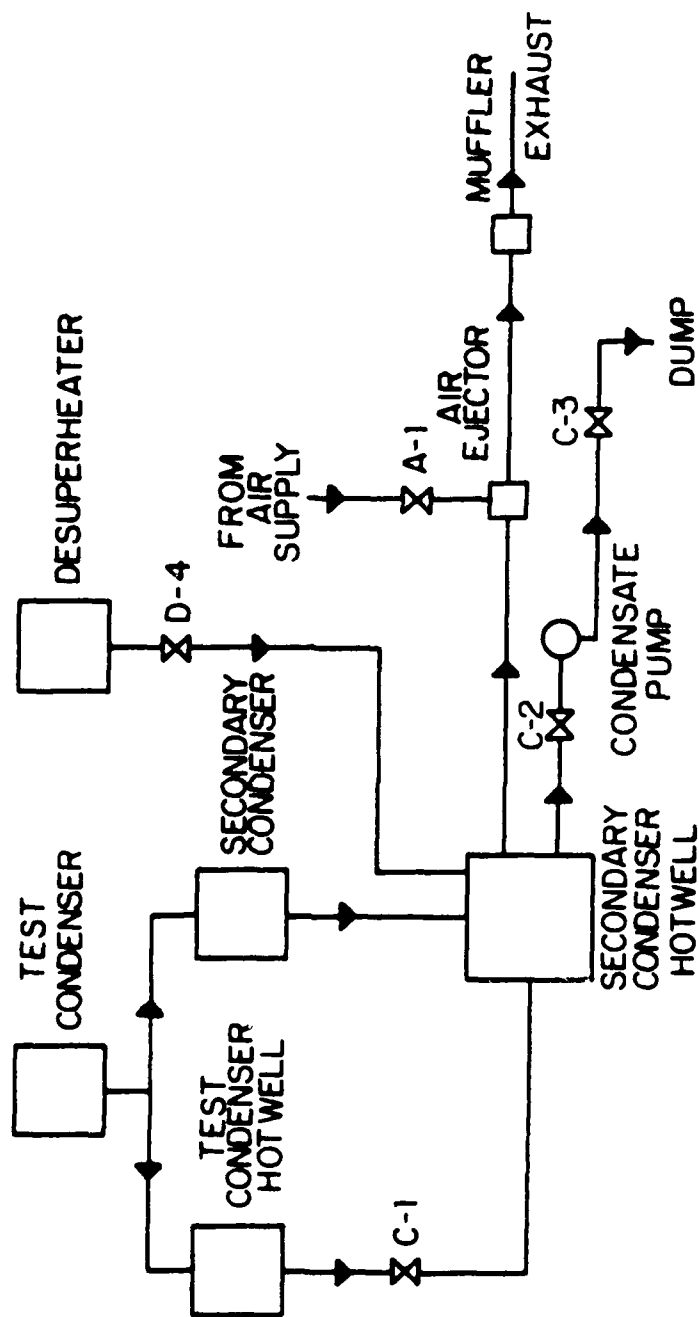 TEST
CONDENSER
DESUPERHEATER
D-4
SECONDARY
CONDENSER
TEST
CONDENSER
HOTWELL
C-1
FROM
AIR
SUPPLY
A-1
AIR
EJECTOR
MUFFLER
EXHAUST
C-2
C-3
CONDENSATE
PUMP
DUMP
SECONDARY
CONDENSER
HOTWELL